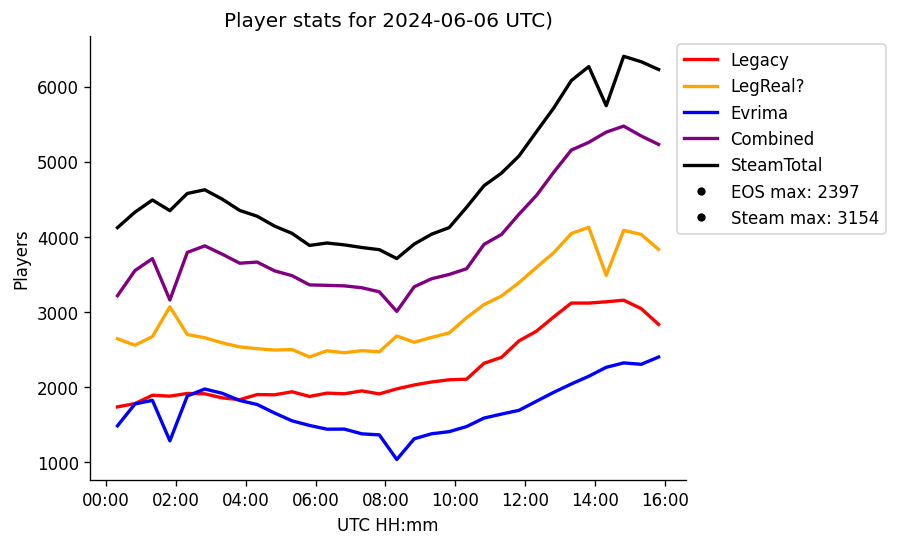 Player stats for 2024-06-06 UTC)
Players
6000
5000
4000
3000
2000
1000
00:00 02:00 04:00 06:00 08:00 10:00 12:00 14:00 16:00
UTC HH:mm
Legacy
LegReal?
Evrima
Combined
SteamTotal
EOS max: 2397
Steam max: 3154